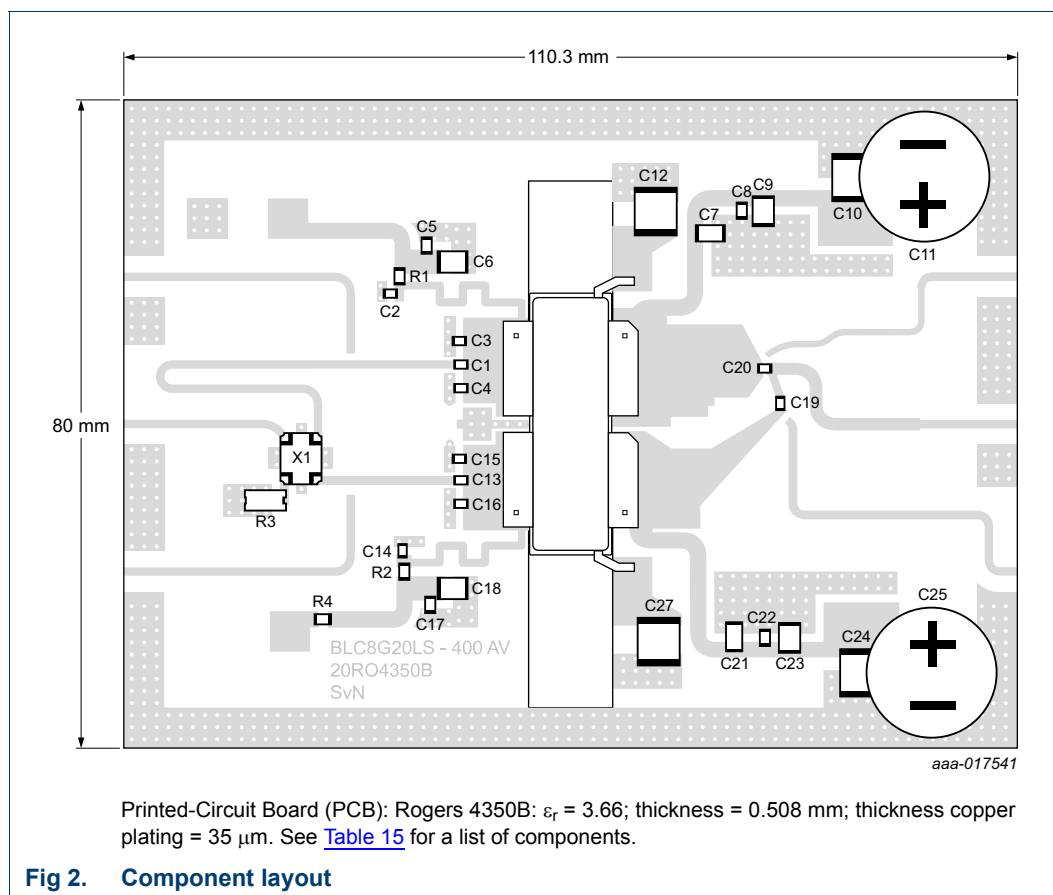 110.3 mm
80 mm
C12
C8 C9
C7
C10
C11
C5
C6
R1
C2
C3
C1
C4
C20
C19
X1
R3
C15
C13
C16
C14
R2
C18
C17
R4
C27
C21
C22
C23
C24
C25
BLC8G20LS - 400 AV
20RO4350B
SvN
aaa-017541
Printed-Circuit Board (PCB): Rogers 4350B: εr = 3.66; thickness = 0.508 mm; thickness copper
plating = 35 μm. See Table 15 for a list of components.
Fig 2. Component layout